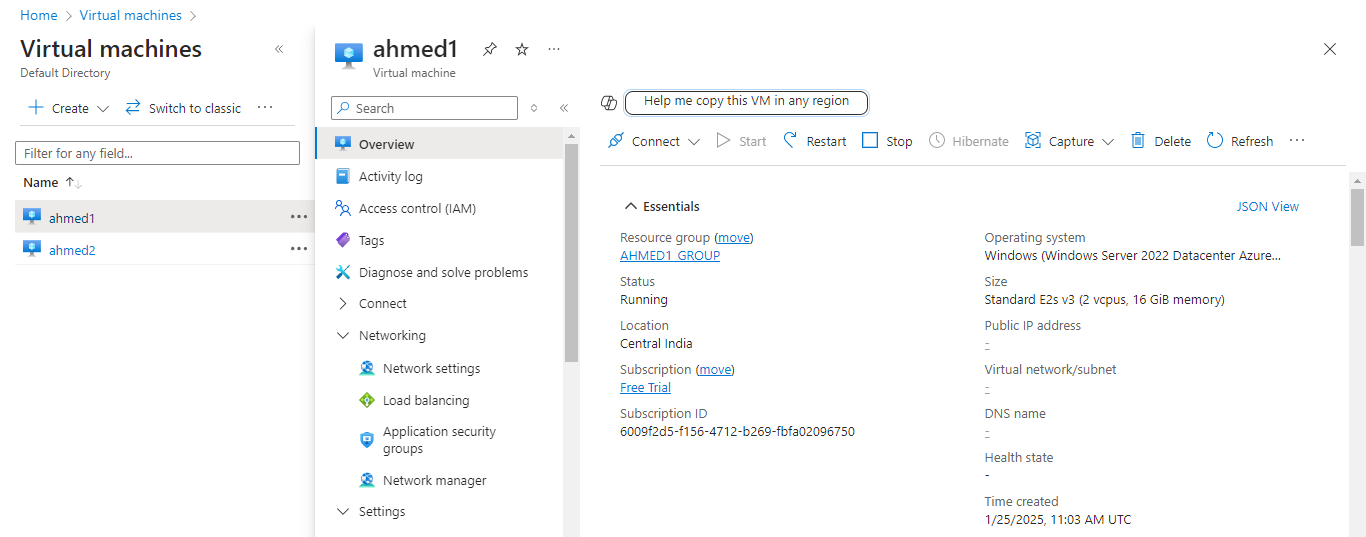 Home > Virtual machines >
Virtual machines
Default Directory
Create
Switch to classic
Filter for any field...
Name
ahmed1
ahmed2
ahmed1
Virtual machine
Search
Overview
Activity log
Access control (IAM)
Tags
Diagnose and solve problems
Connect
Networking
Network settings
Load balancing
Application security
groups
Network manager
Settings
Help me copy this VM in any region
Connect
Start
Restart
Stop
Hibernate
Capture
Delete
Refresh
Essentials
JSON View
Resource group (move)
AHMED1_GROUP
Status
Running
Location
Central India
Subscription (move)
Free Trial
Subscription ID
6009f2d5-f156-4712-b269-fbfa02096750
Operating system
Windows (Windows Server 2022 Datacenter Azure...
Size
Standard E2s v3 (2 vcpus, 16 GiB memory)
Public IP address
-
Virtual network/subnet
-
DNS name
-
Health state
-
Time created
1/25/2025, 11:03 AM UTC